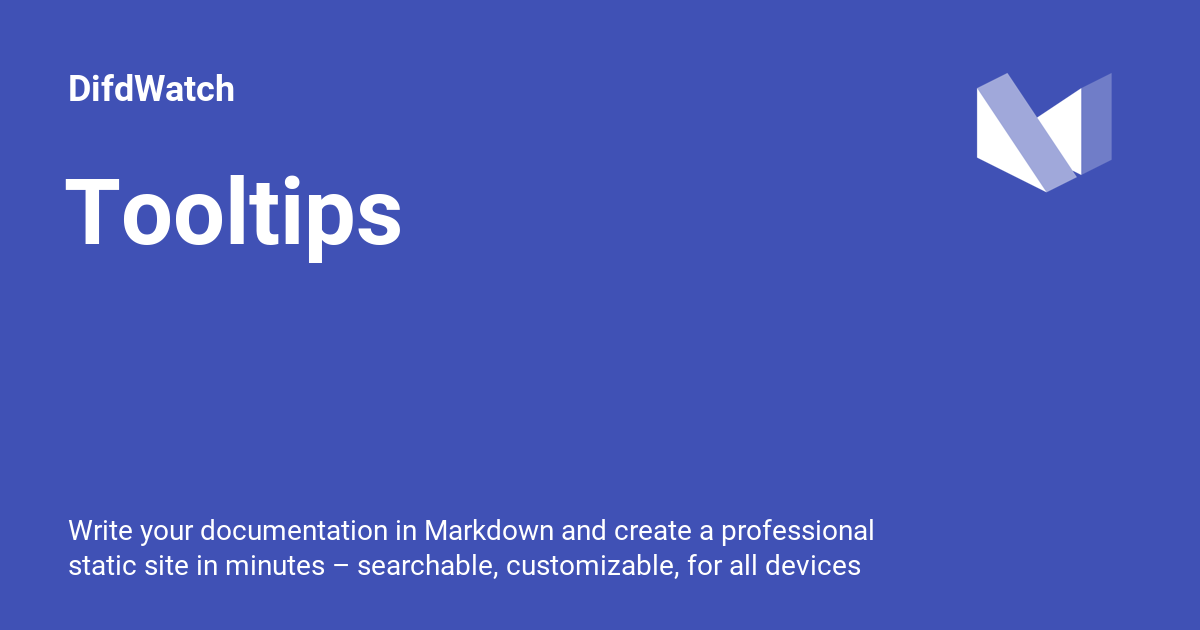 DifdWatch
Tooltips
Write your documentation in Markdown and create a professional
static site in minutes – searchable, customizable, for all devices